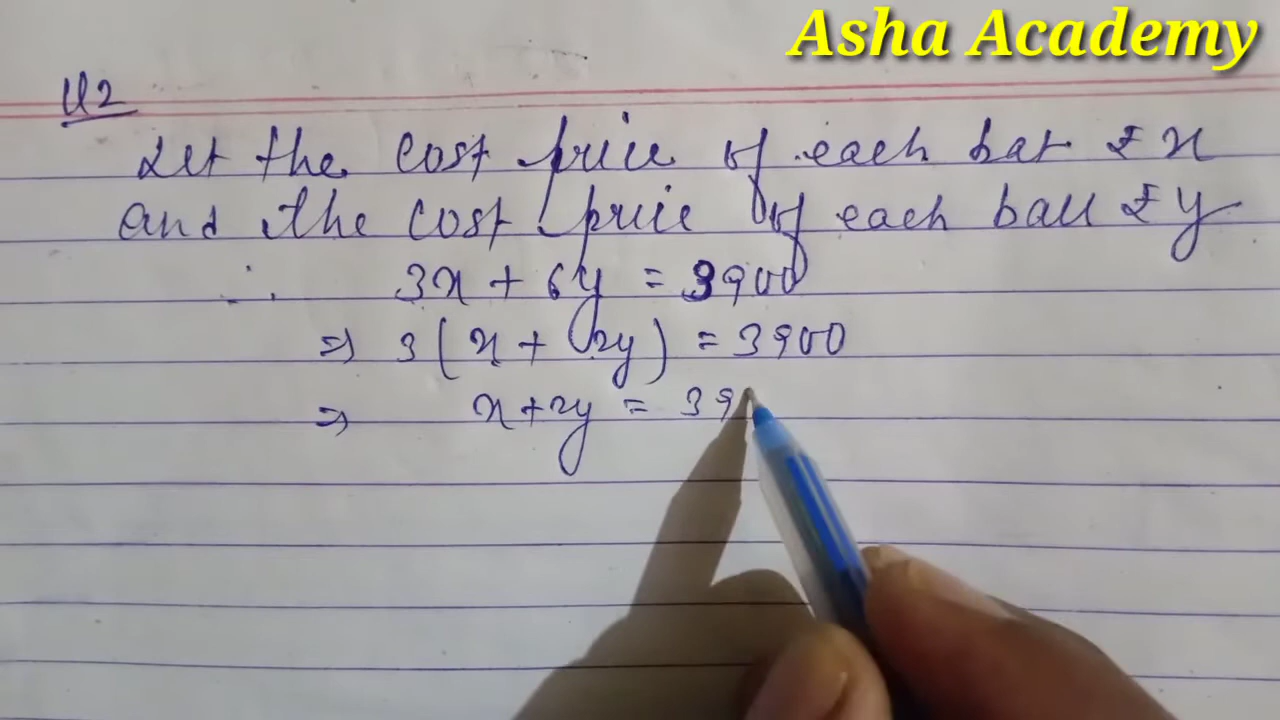 Asha Academy
U2
Let the cost price of each bat ₹ x
and the cost price of each ball ₹ y
∴ 3x + 6y = 3900
⇒ 3(x + 2y) = 3900
⇒ x + 2y = 39